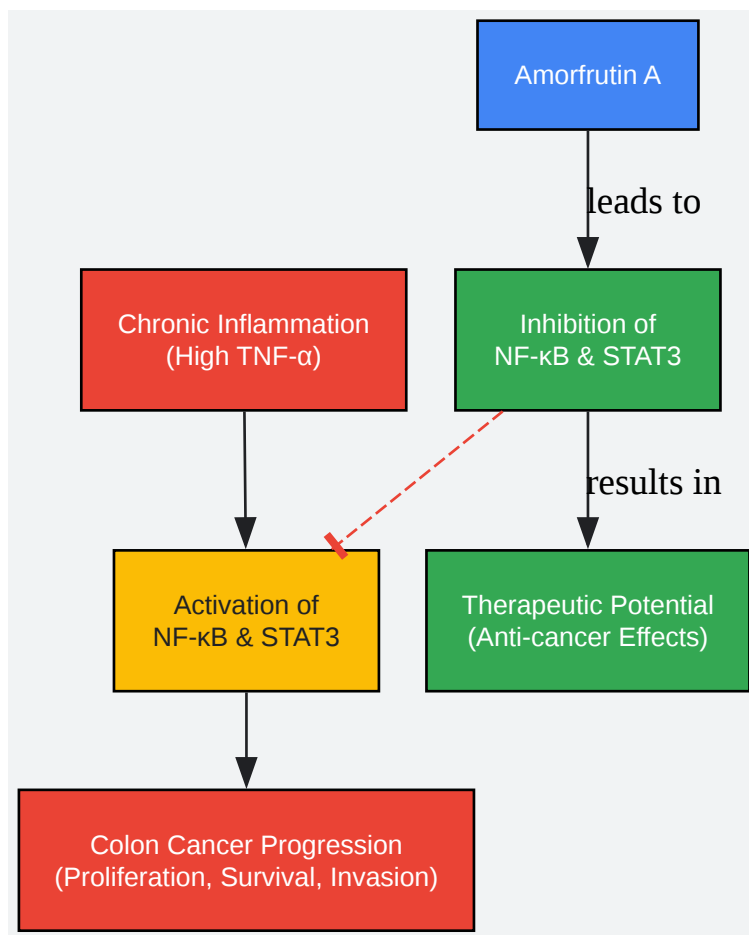 Amorfrutin A
leads to
Chronic Inflammation
(High TNF-α)
Inhibition of
NF-κB & STAT3
results in
Activation of
NF-κB & STAT3
Therapeutic Potential
(Anti-cancer Effects)
Colon Cancer Progression
(Proliferation, Survival, Invasion)